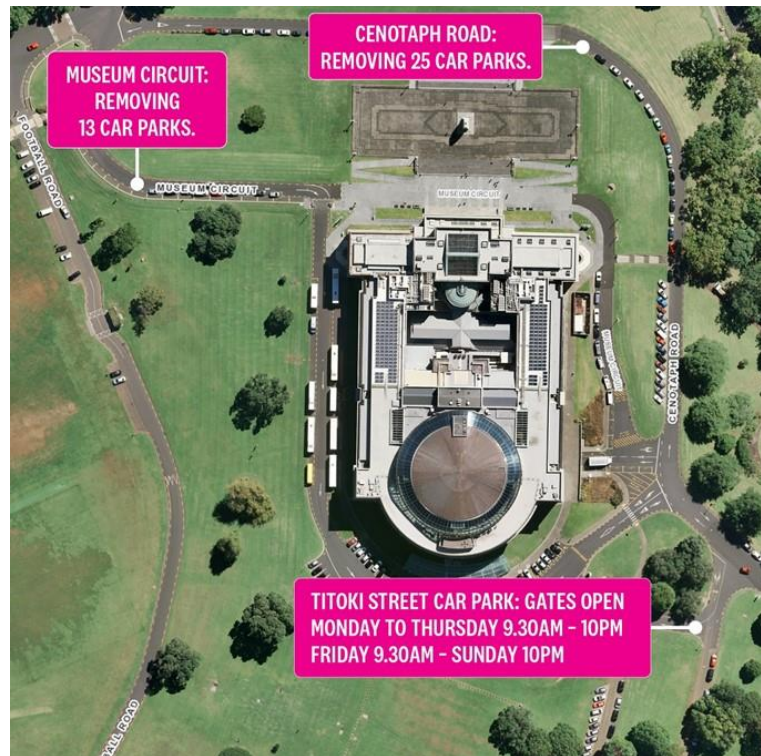 CENOTAPH ROAD:
REMOVING 25 CAR PARKS.
MUSEUM CIRCUIT:
REMOVING
13 CAR PARKS.
FOOTBALL ROAD
MUSEUM CIRCUIT
MUSEUM CIRCUIT
CENOTAPH ROAD
TITOKI STREET CAR PARK: GATES OPEN
MONDAY TO THURSDAY 9.30AM – 10PM
FRIDAY 9.30AM – SUNDAY 10PM
ROAD